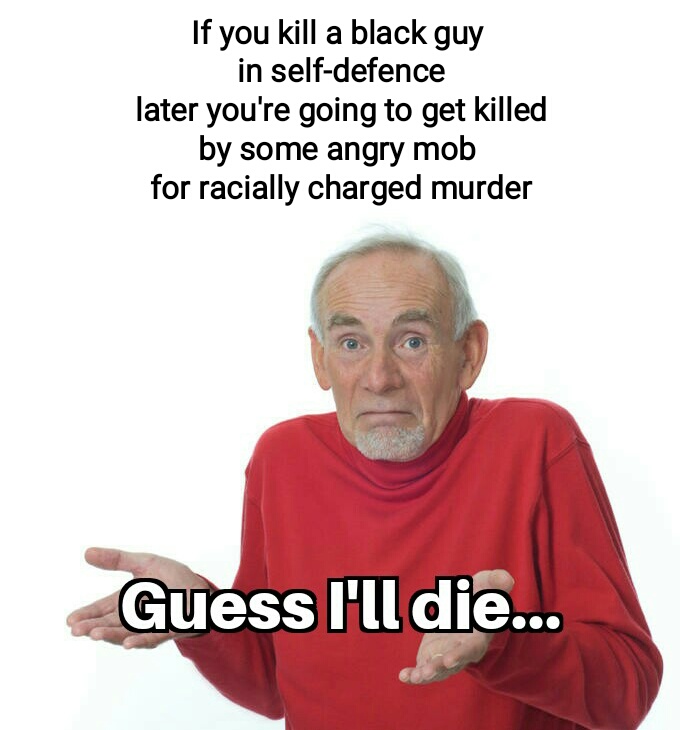 If you kill a black guy
in self-defence
later you're going to get killed
by some angry mob
for racially charged murder
Guess I'll die...